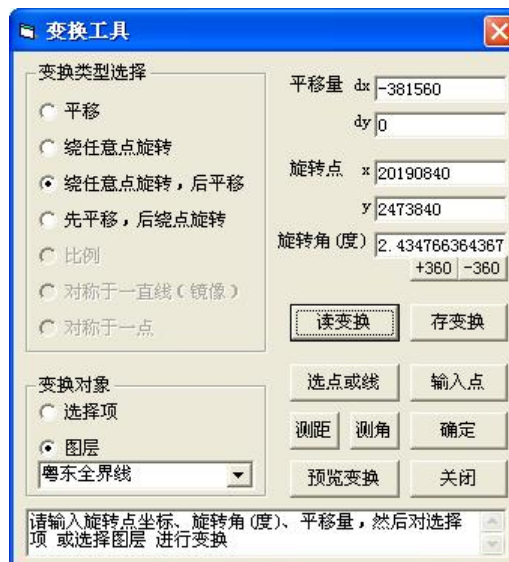 变换工具
变换类型选择
平移
绕任意点旋转
绕任意点旋转，后平移
先平移，后绕点旋转
比例
对称于一直线（镜像）
对称于一点
变换对象
选择项
图层
粤东全界线
平移量 dx -381560
dy 0
旋转点 x 20190840
y 2473840
旋转角(度) 2.434766364367
+360 -360
读变换 存变换
选点或线 输入点
测距 测角 确定
预览变换 关闭
请输入旋转点坐标、旋转角(度)、平移量，然后对选择
项 或选择图层 进行变换